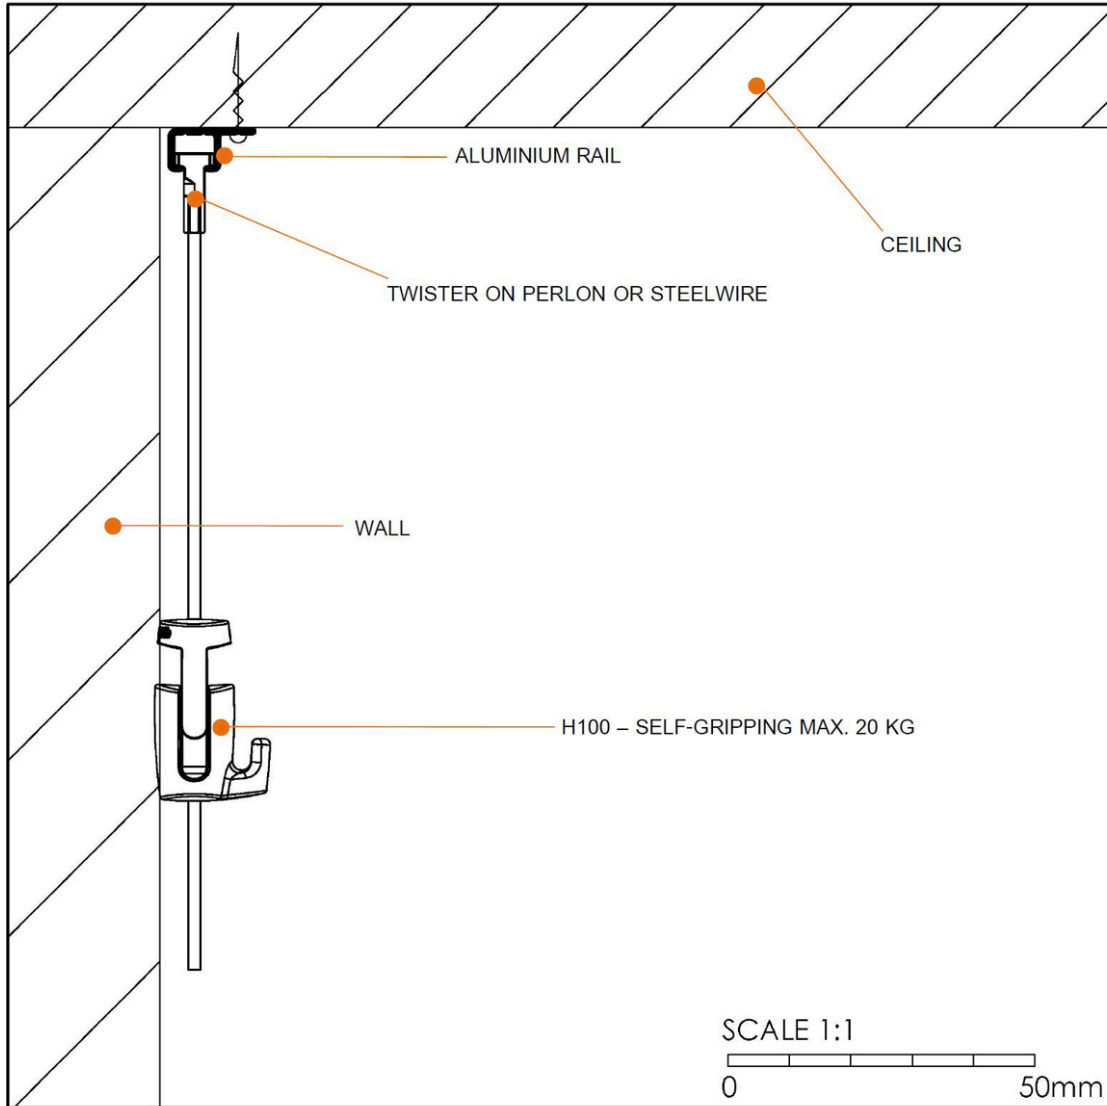 ALUMINIUM RAIL
CEILING
TWISTER ON PERLON OR STEELWIRE
WALL
H100 – SELF-GRIPPING MAX. 20 KG
SCALE 1:1
0 50mm